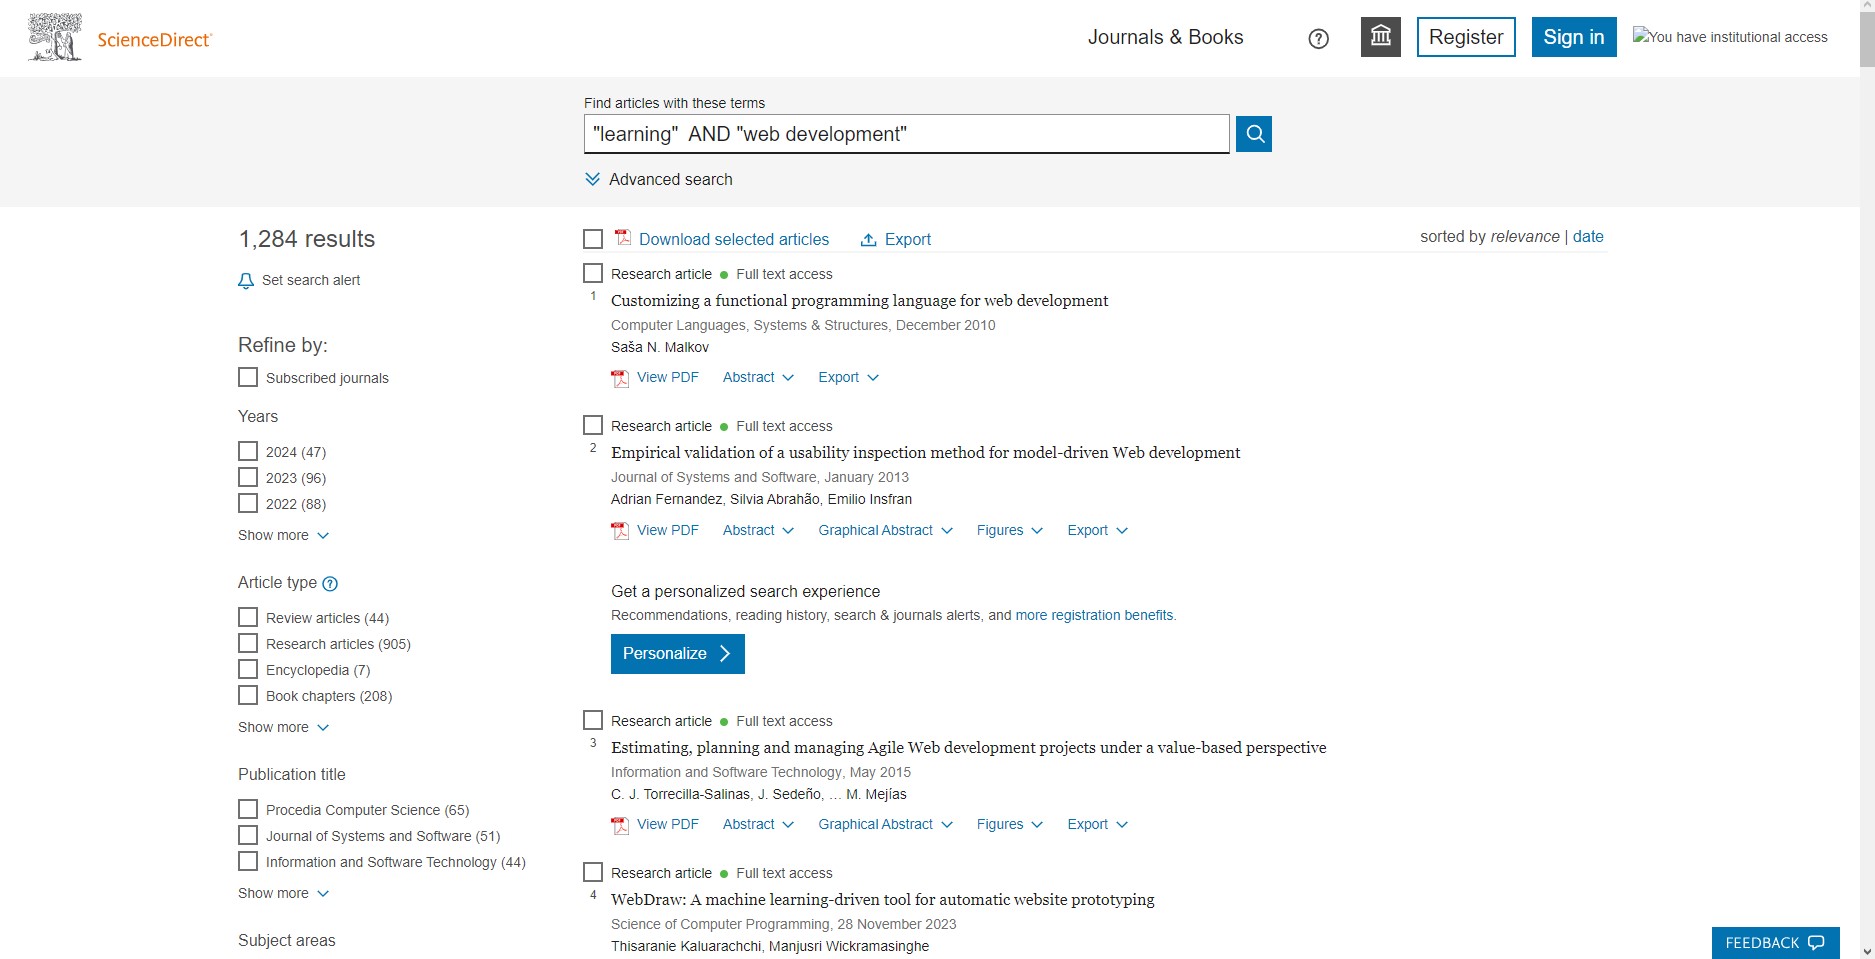 ScienceDirect
Journals & Books
Register
Sign in
You have institutional access
Find articles with these terms
"learning"  AND "web development"
Advanced search
1,284 results
Set search alert
Refine by:
Subscribed journals
Years
2024 (47)
2023 (96)
2022 (88)
Show more
Article type
Review articles (44)
Research articles (905)
Encyclopedia (7)
Book chapters (208)
Show more
Publication title
Procedia Computer Science (65)
Journal of Systems and Software (51)
Information and Software Technology (44)
Show more
Subject areas
Download selected articles
Export
sorted by relevance | date
Research article Full text access
1
Customizing a functional programming language for web development
Computer Languages, Systems & Structures, December 2010
Saša N. Malkov
View PDF Abstract Export
Research article Full text access
2
Empirical validation of a usability inspection method for model-driven Web development
Journal of Systems and Software, January 2013
Adrian Fernandez, Silvia Abrahão, Emilio Insfran
View PDF Abstract Graphical Abstract Figures Export
Get a personalized search experience
Recommendations, reading history, search & journals alerts, and more registration benefits.
Personalize
Research article Full text access
3
Estimating, planning and managing Agile Web development projects under a value-based perspective
Information and Software Technology, May 2015
C. J. Torrecilla-Salinas, J. Sedeño, ... M. Mejías
View PDF Abstract Graphical Abstract Figures Export
Research article Full text access
4
WebDraw: A machine learning-driven tool for automatic website prototyping
Science of Computer Programming, 28 November 2023
Thisaranie Kaluarachchi, Manjusri Wickramasinghe
FEEDBACK